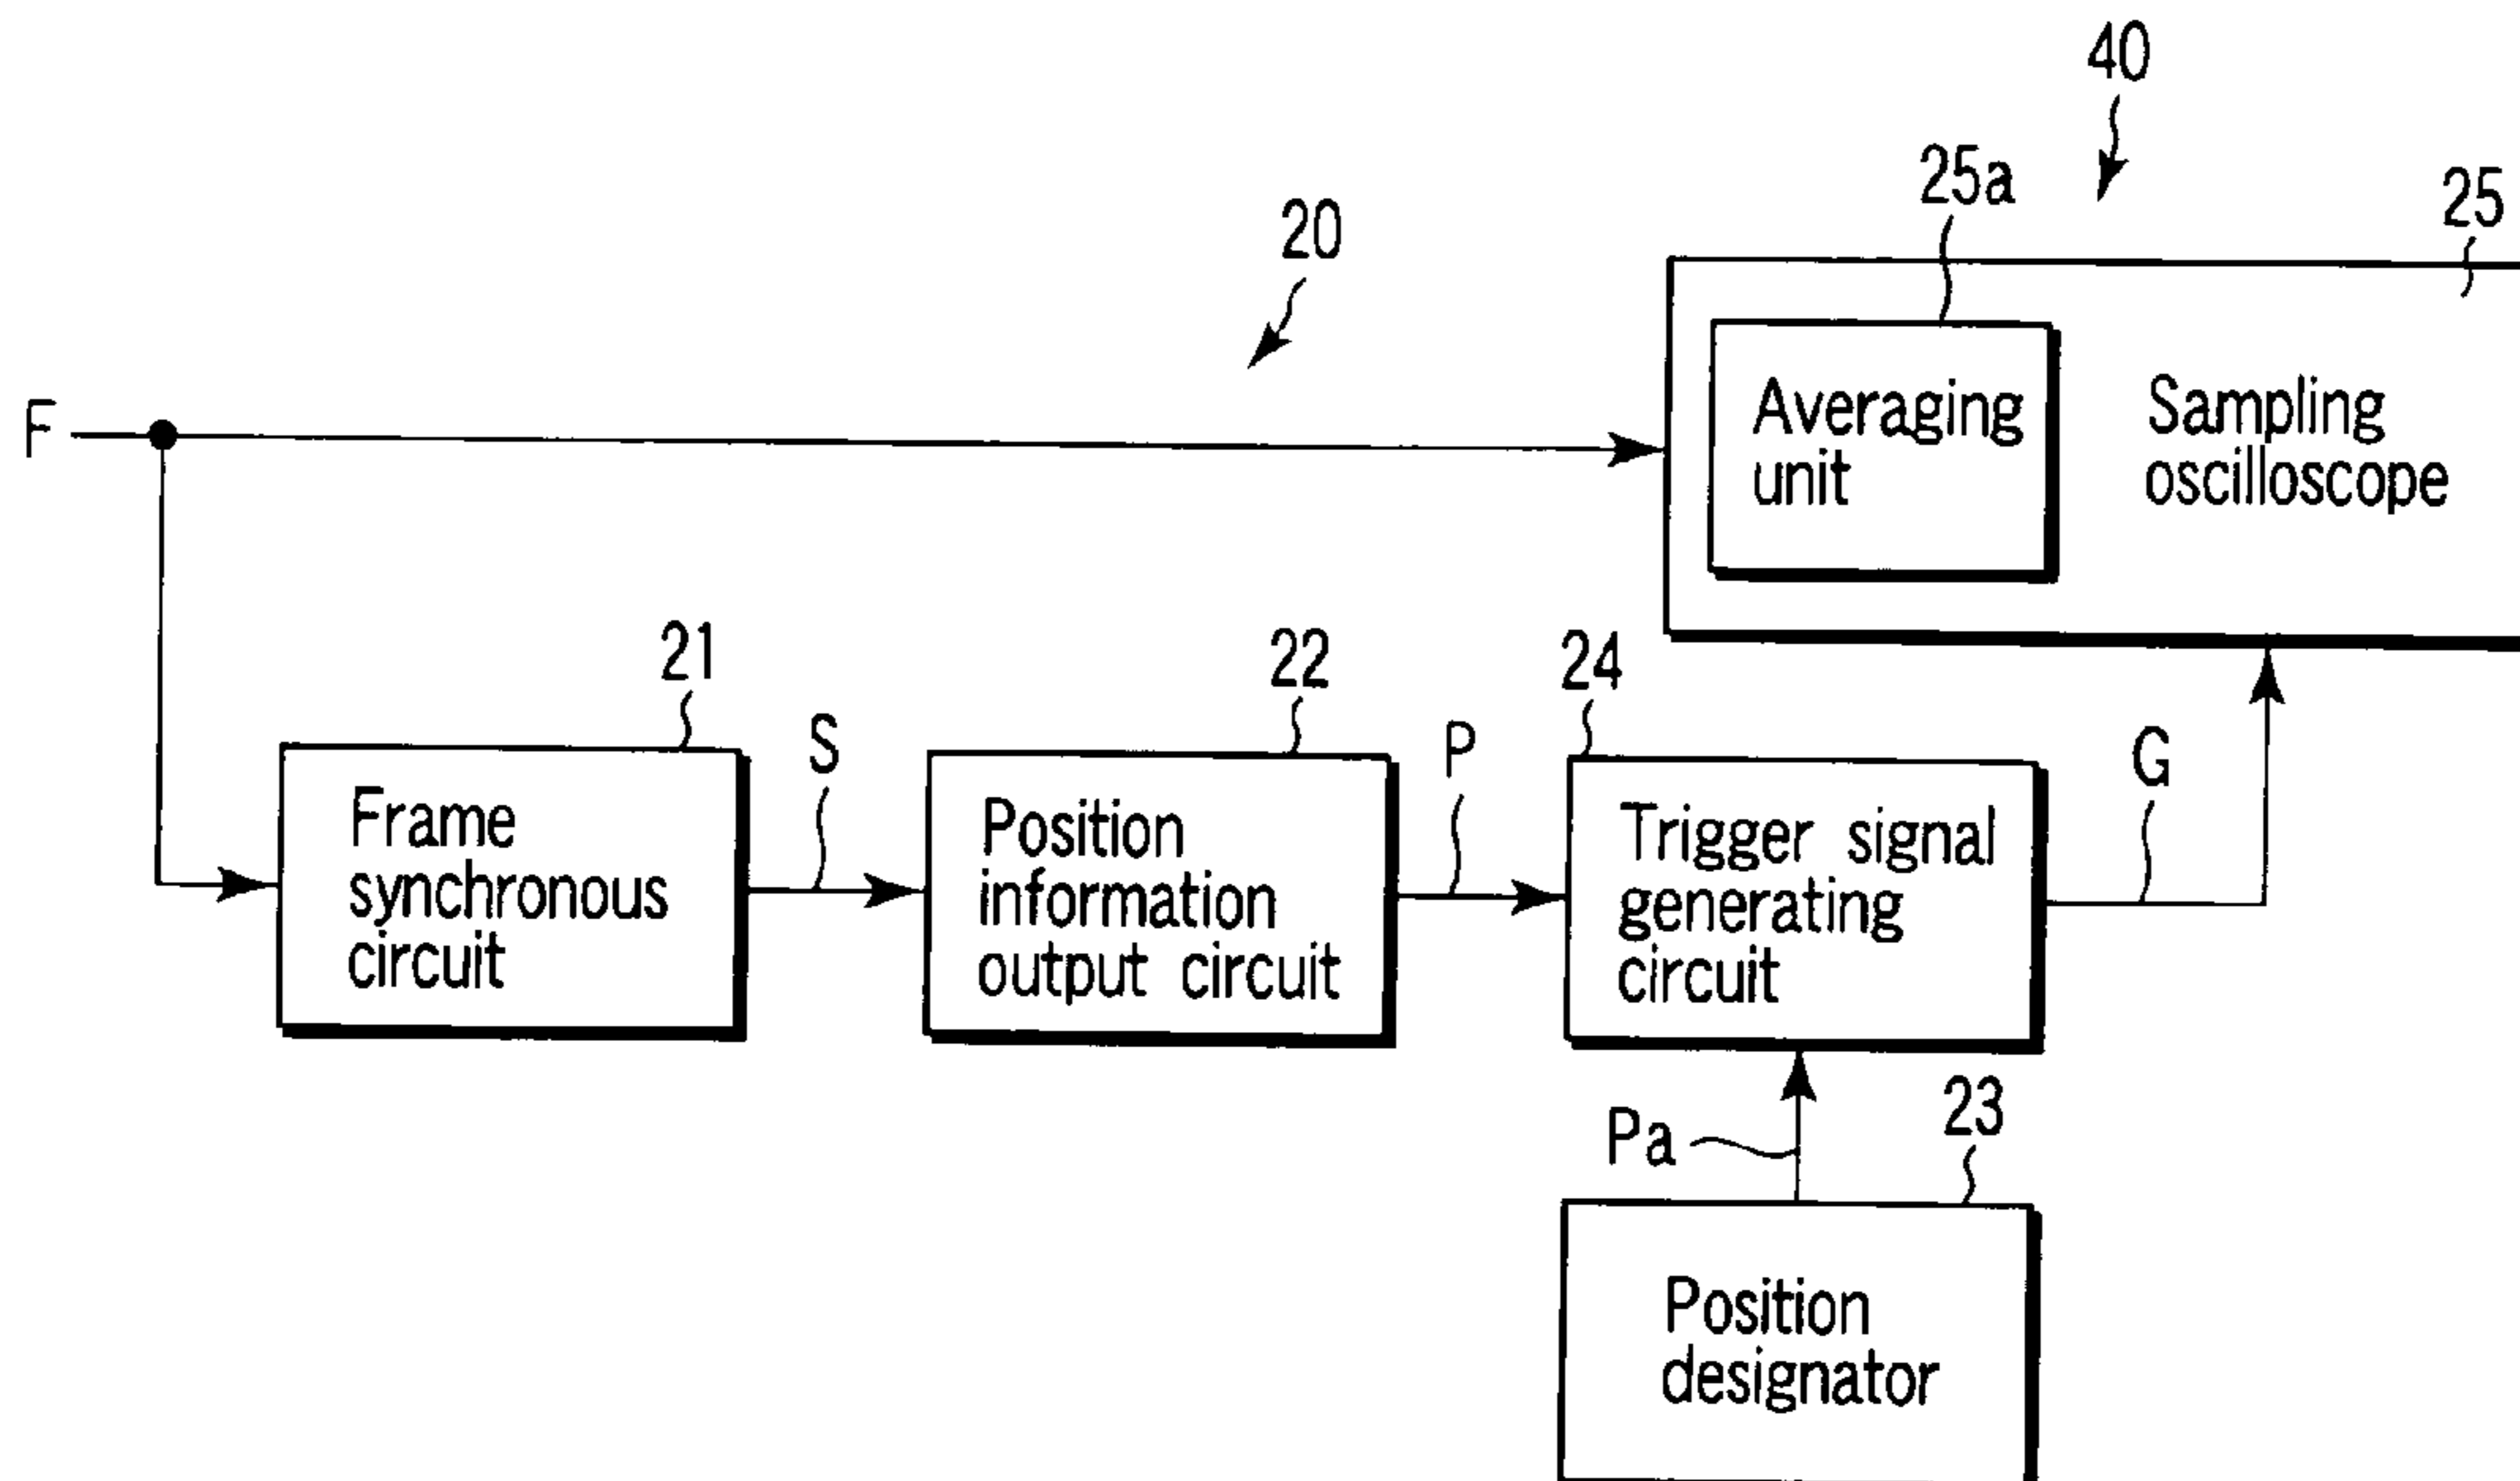 40
25a
25
20
F
Averaging
unit
Sampling
oscilloscope
21
22
24
S
P
G
Frame
synchronous
circuit
Position
information
output circuit
Trigger signal
generating
circuit
Pa
23
Position
designator